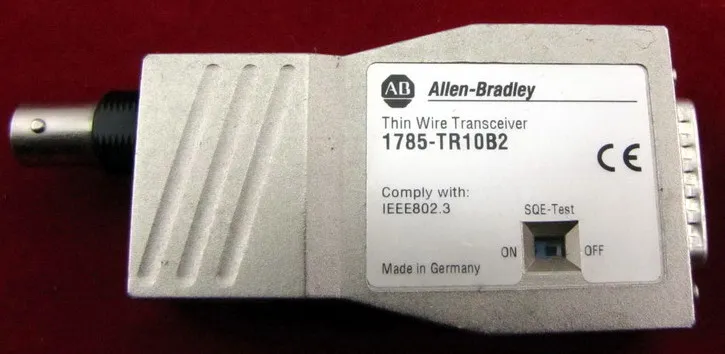 AB Allen-Bradley
Thin Wire Transceiver
1785-TR10B2
CE
Comply with:
IEEE802.3
SQE-Test
ON OFF
Made in Germany